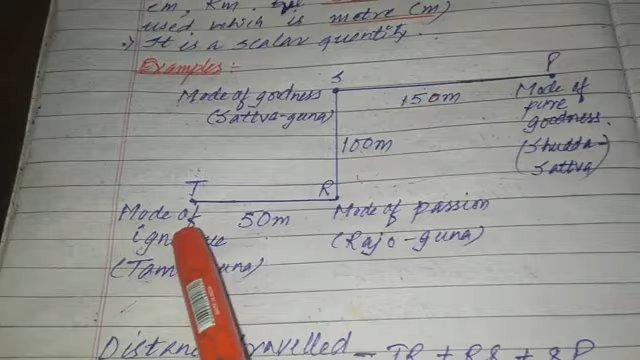 cm, Km.
used which is metre (m)
:› It is a scalar quantity.
Examples :-
S
P
Mode of goodness
(Sattva-guna)
150m
Mode of
pure
goodness.
(Shudda-
Sattva)
100m
T
R
Mode of
50m
Mode of passion
(Rajo-guna)
= TR + RS + SP